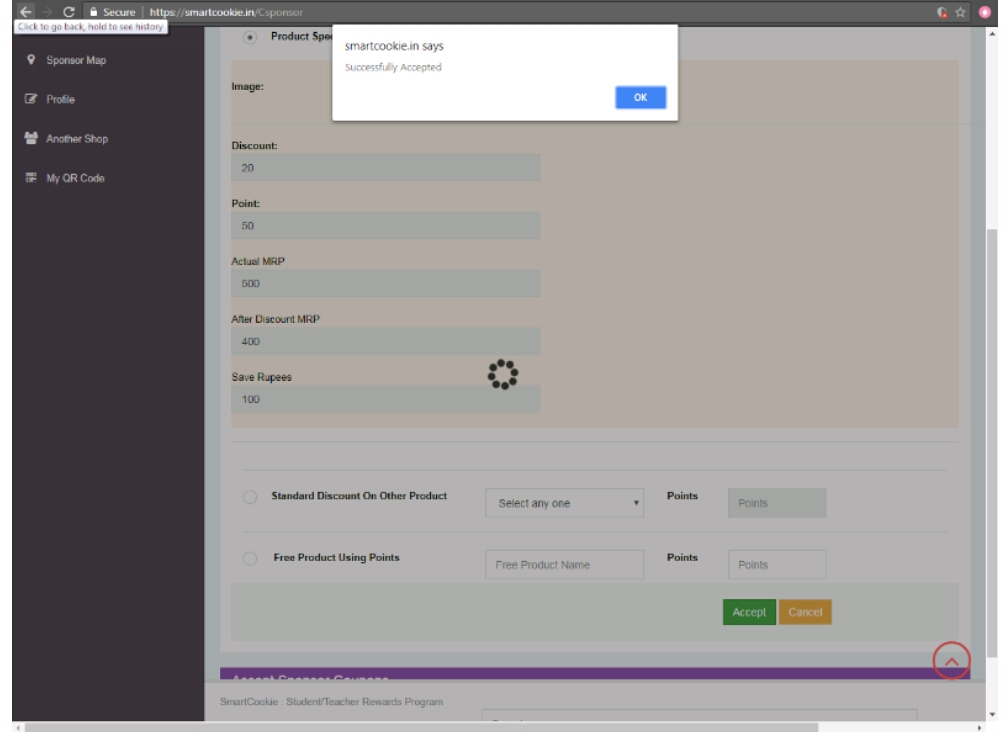 Secure | https://smartcookie.in/Csponsor
Click to go back, hold to see history
Sponsor Map
Profile
Another Shop
My QR Code
smartcookie.in says
Successfully Accepted
OK
Product Spe
Image:
Discount:
20
Point:
50
Actual MRP
500
After Discount MRP
400
Save Rupees
100
Standard Discount On Other Product
Select any one
Points
Points
Free Product Using Points
Free Product Name
Points
Points
Accept
Cancel
Accept Sponsor Coupons
SmartCookie . Student/Teacher Rewards Program